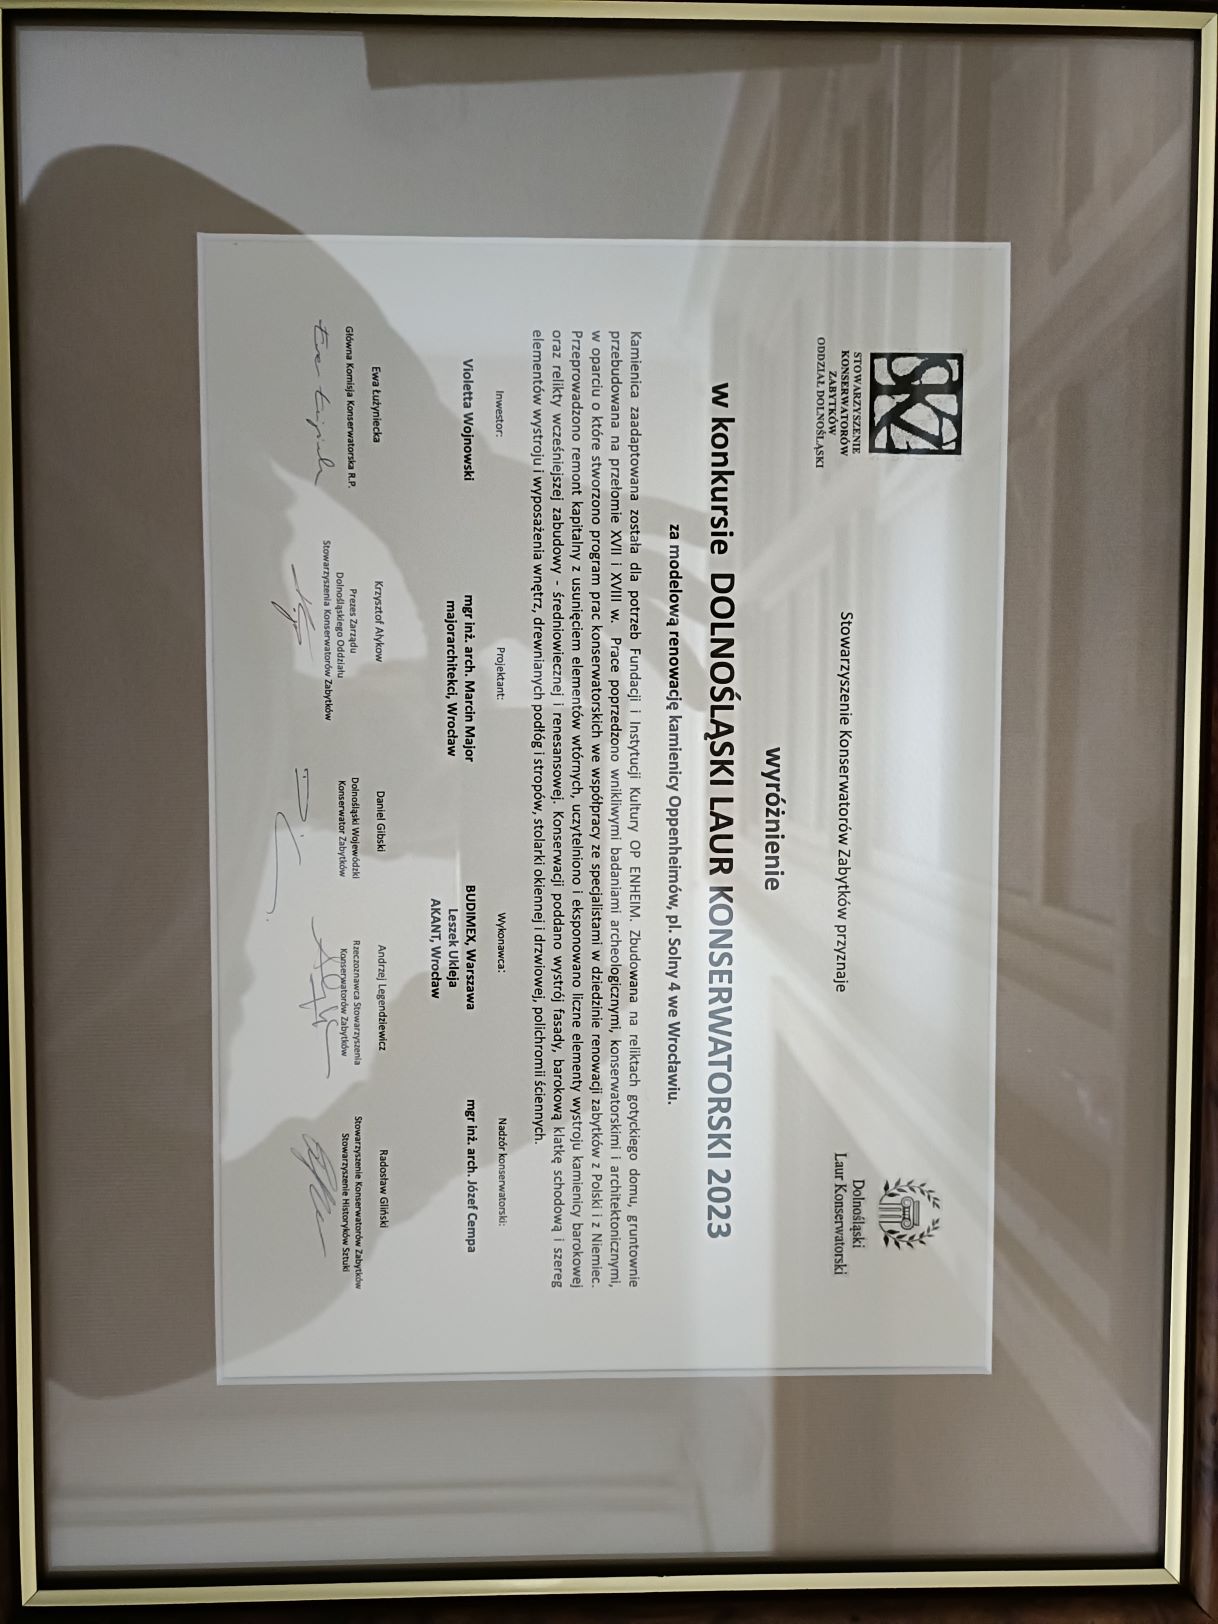 SKZ
STOWARZYSZENIE
KONSERWATORÓW
ZABYTKÓW
ODDZIAŁ DOLNOŚLĄSKI
Dolnośląski
Laur Konserwatorski
Stowarzyszenie Konserwatorów Zabytków przyznaje
wyróżnienie
w konkursie DOLNOŚLĄSKI LAUR KONSERWATORSKI 2023
za modelową renowację kamienicy Oppenheimów, pl. Solny 4 we Wrocławiu.
Kamienica zaadaptowana została dla potrzeb Fundacji i Instytucji Kultury OP ENHEIM. Zbudowana na reliktach gotyckiego domu, gruntownie
przebudowana na przełomie XVII i XVIII w. Prace poprzedzono wnikliwymi badaniami archeologicznymi, konserwatorskimi i architektonicznymi,
w oparciu o które stworzono program prac konserwatorskich we współpracy ze specjalistami w dziedzinie renowacji zabytków z Polski i z Niemiec.
Przeprowadzono remont kapitalny z usunięciem elementów wtórnych, uczytelniono i eksponowano liczne elementy wystroju kamienicy barokowej
oraz relikty wcześniejszej zabudowy - średniowiecznej i renesansowej. Konserwacji poddano wystrój fasady, barokową klatkę schodową i szereg
elementów wystroju i wyposażenia wnętrz, drewnianych podłóg i stropów, stolarki okiennej i drzwiowej, polichromii ściennych.
Inwestor:
Violetta Wojnowski
Projektant:
mgr inż. arch. Marcin Major
majorarchitekci, Wrocław
Wykonawca:
BUDIMEX, Warszawa
Leszek Ukleja
AKANT, Wrocław
Nadzór konserwatorski:
mgr inż. arch. Józef Cempa
Ewa Łużyniecka
Główna Komisja Konserwatorska R.P.
Krzysztof Ałykow
Prezes Zarządu
Dolnośląskiego Oddziału
Stowarzyszenia Konserwatorów Zabytków
Daniel Gibski
Dolnośląski Wojewódzki
Konserwator Zabytków
Andrzej Legendziewicz
Rzeczoznawca Stowarzyszenia
Konserwatorów Zabytków
Radosław Gliński
Stowarzyszenie Konserwatorów Zabytków
Stowarzyszenie Historyków Sztuki